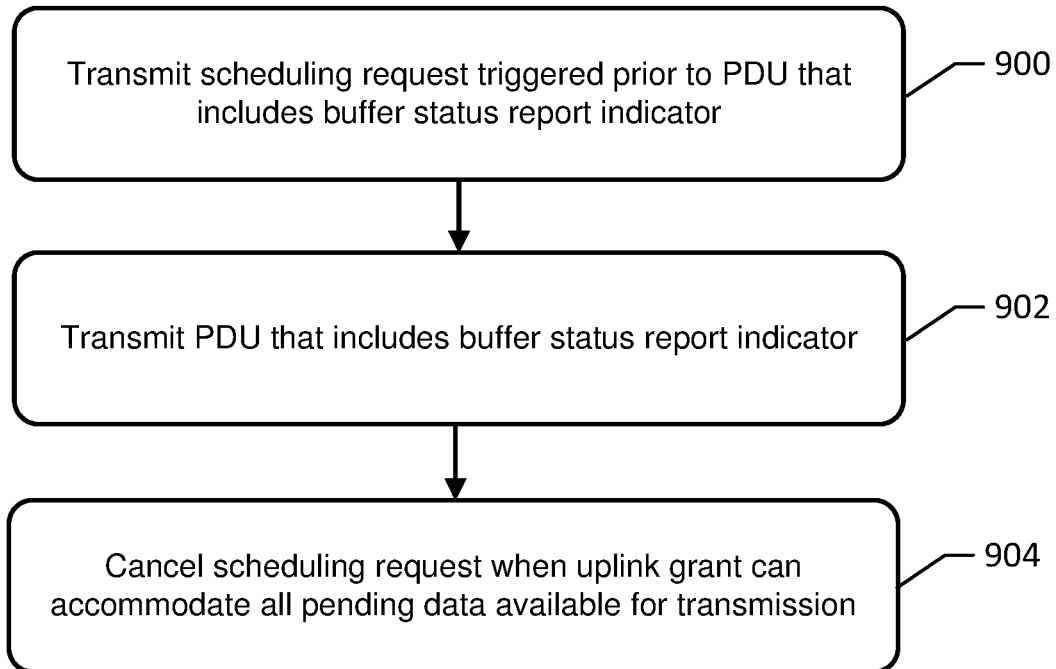 Transmit scheduling request triggered prior to PDU that
includes buffer status report indicator
900
Transmit PDU that includes buffer status report indicator
902
Cancel scheduling request when uplink grant can
accommodate all pending data available for transmission
904